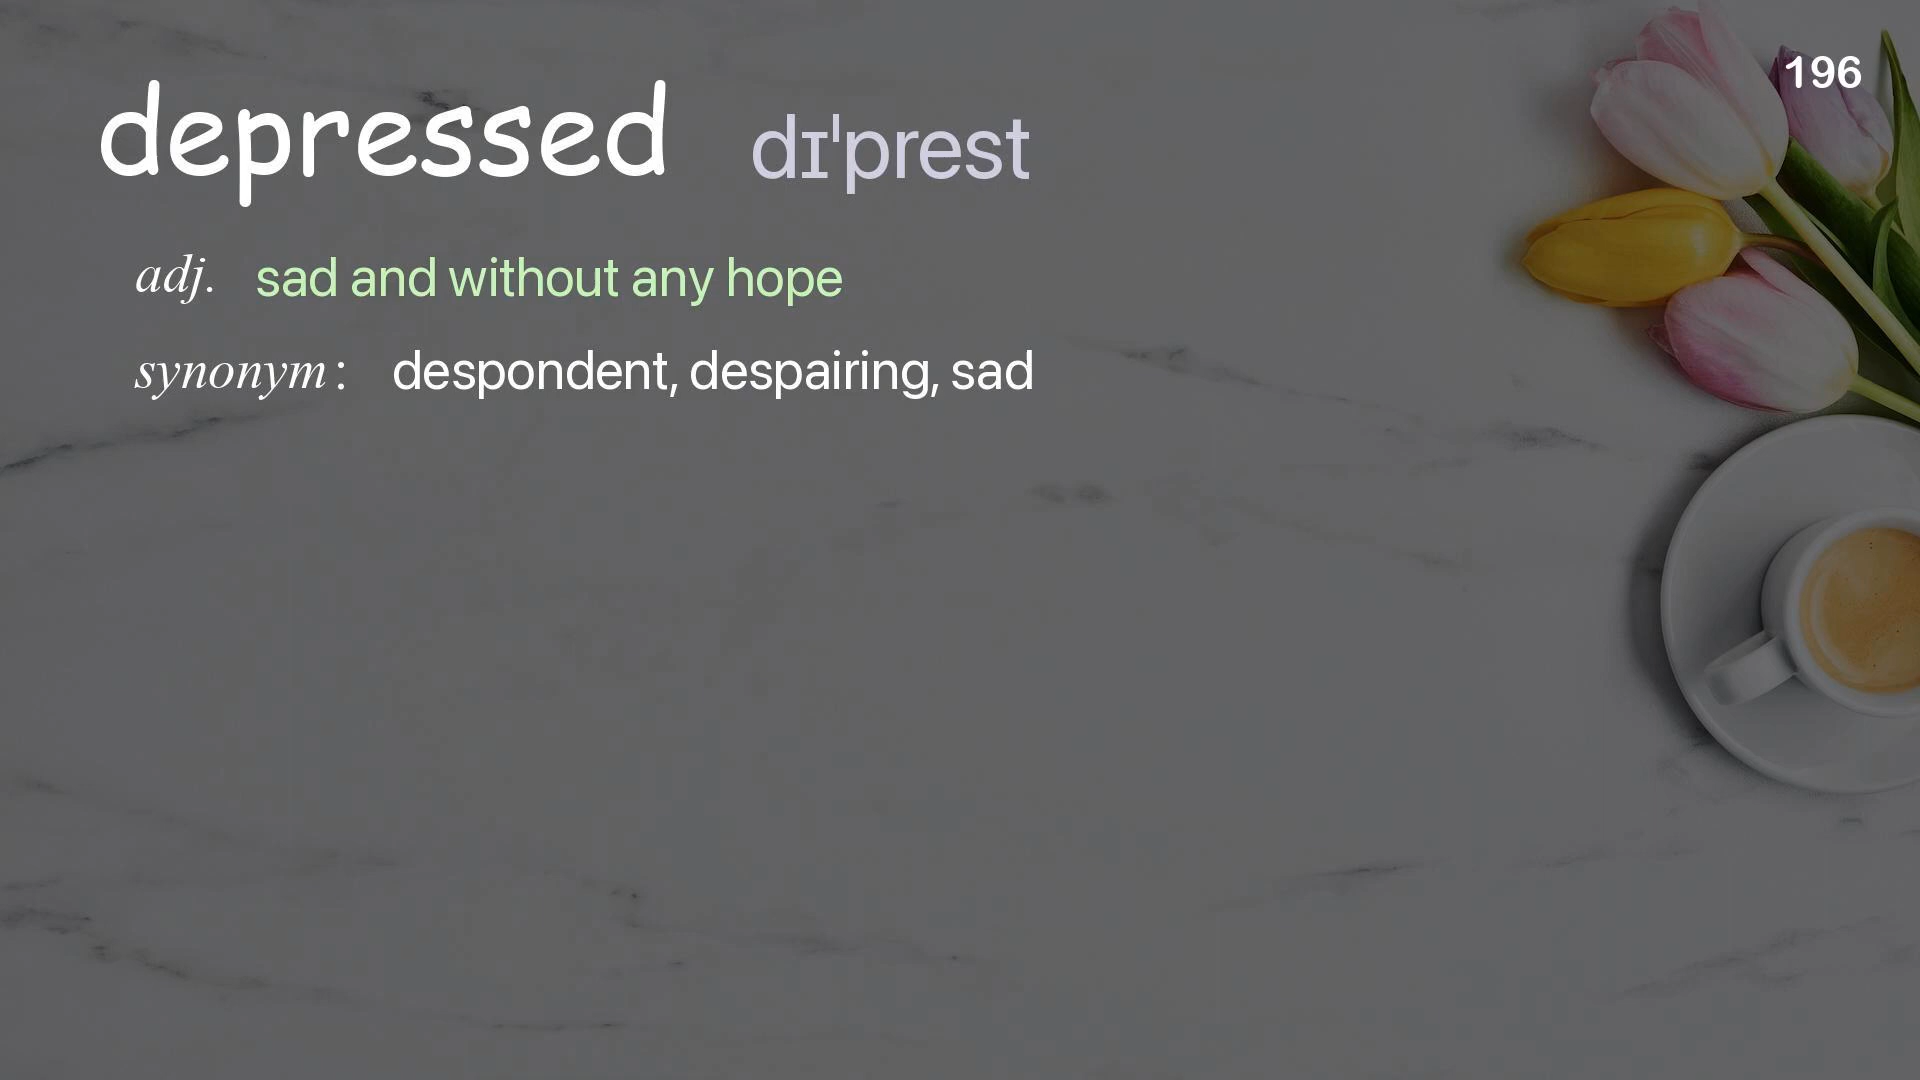 196
depressed dɪ'prest
adj. sad and without any hope
synonym: despondent, despairing, sad